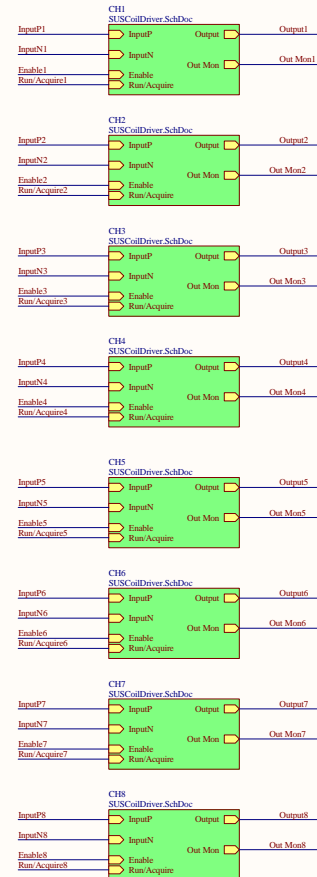 CH1
SUSCoilDriver.SchDoc
InputP1 InputP Output Output1
InputN1 InputN Out Mon Out Mon1
Enable1 Enable
Run/Acquire1 Run/Acquire
CH2
SUSCoilDriver.SchDoc
InputP2 InputP Output Output2
InputN2 InputN Out Mon Out Mon2
Enable2 Enable
Run/Acquire2 Run/Acquire
CH3
SUSCoilDriver.SchDoc
InputP3 InputP Output Output3
InputN3 InputN Out Mon Out Mon3
Enable3 Enable
Run/Acquire3 Run/Acquire
CH4
SUSCoilDriver.SchDoc
InputP4 InputP Output Output4
InputN4 InputN Out Mon Out Mon4
Enable4 Enable
Run/Acquire4 Run/Acquire
CH5
SUSCoilDriver.SchDoc
InputP5 InputP Output Output5
InputN5 InputN Out Mon Out Mon5
Enable5 Enable
Run/Acquire5 Run/Acquire
CH6
SUSCoilDriver.SchDoc
InputP6 InputP Output Output6
InputN6 InputN Out Mon Out Mon6
Enable6 Enable
Run/Acquire6 Run/Acquire
CH7
SUSCoilDriver.SchDoc
InputP7 InputP Output Output7
InputN7 InputN Out Mon Out Mon7
Enable7 Enable
Run/Acquire7 Run/Acquire
CH8
SUSCoilDriver.SchDoc
InputP8 InputP Output Output8
InputN8 InputN Out Mon Out Mon8
Enable8 Enable
Run/Acquire8 Run/Acquire